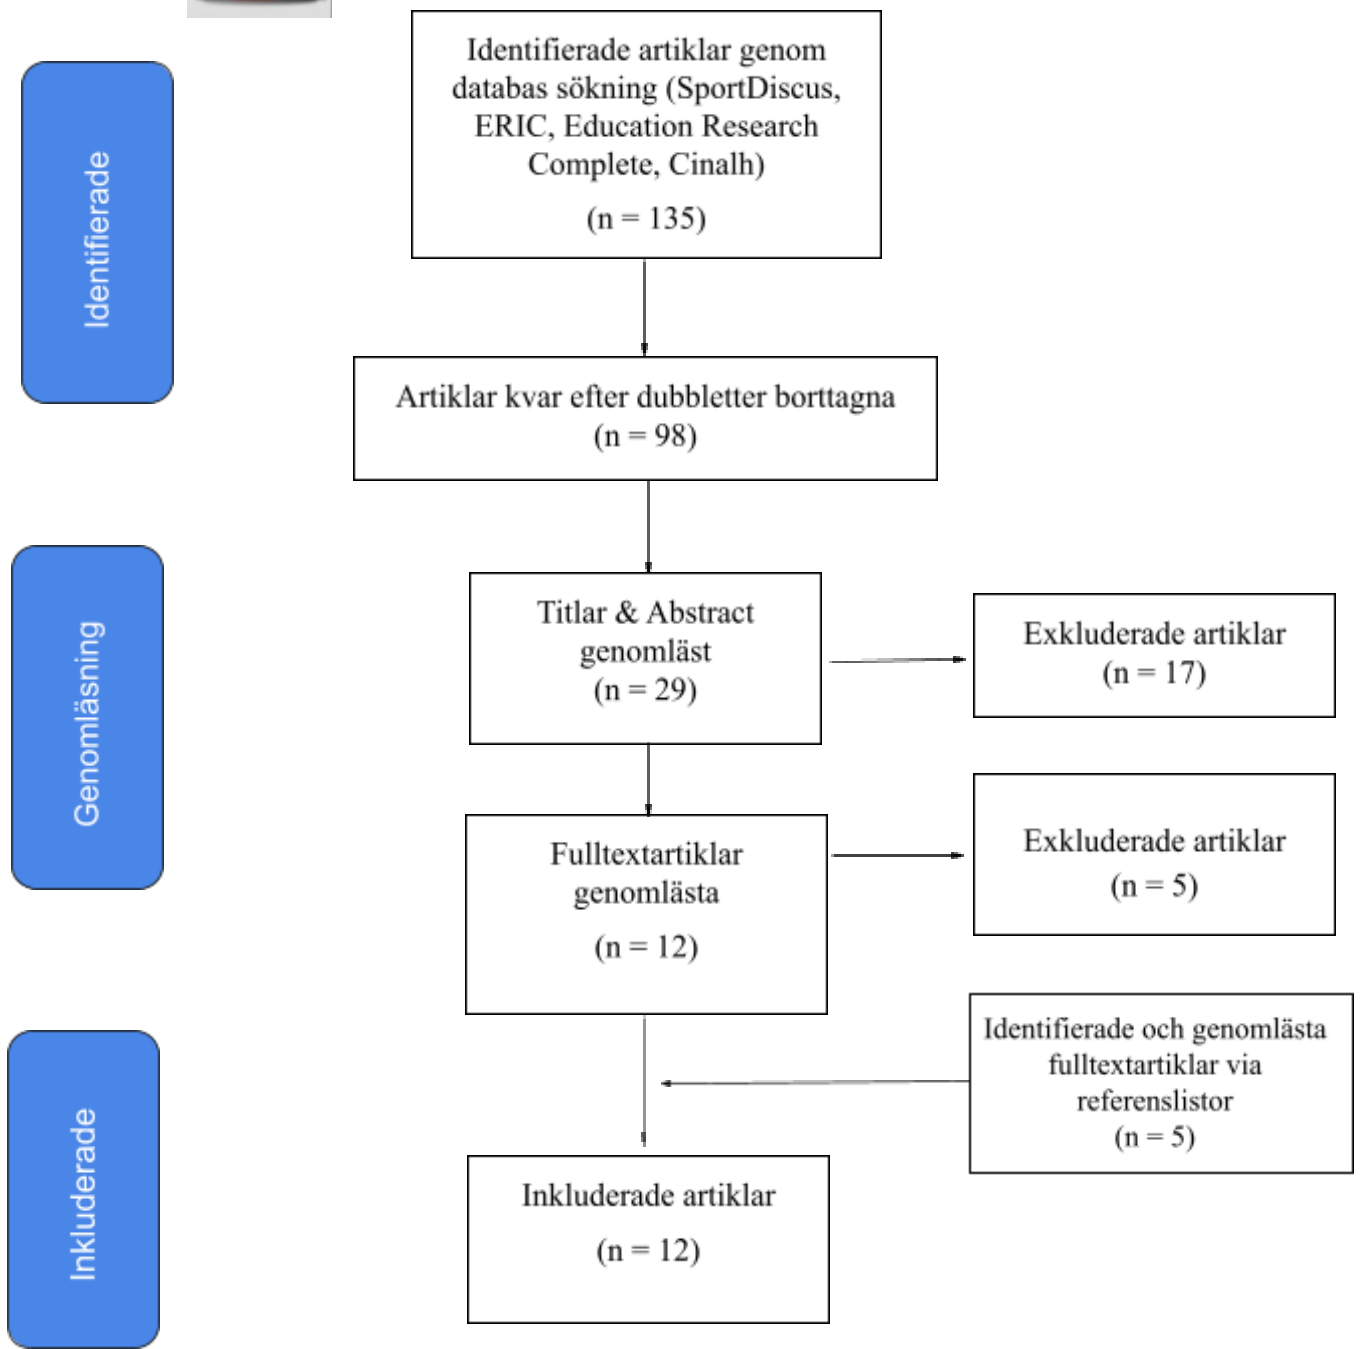 Identifierade artiklar genom
databas sökning (SportDiscus,
ERIC, Education Research
Complete, Cinalh)
(n = 135)
Identifierade
Artiklar kvar efter dubbletter borttagna
(n = 98)
Titlar & Abstract
genomläst
(n = 29)
Exkluderade artiklar
(n = 17)
Genomläsning
Fulltextartiklar
genomlästa
(n = 12)
Exkluderade artiklar
(n = 5)
Identifierade och genomlästa
fulltextartiklar via
referenslistor
(n = 5)
Inkluderade
Inkluderade artiklar
(n = 12)